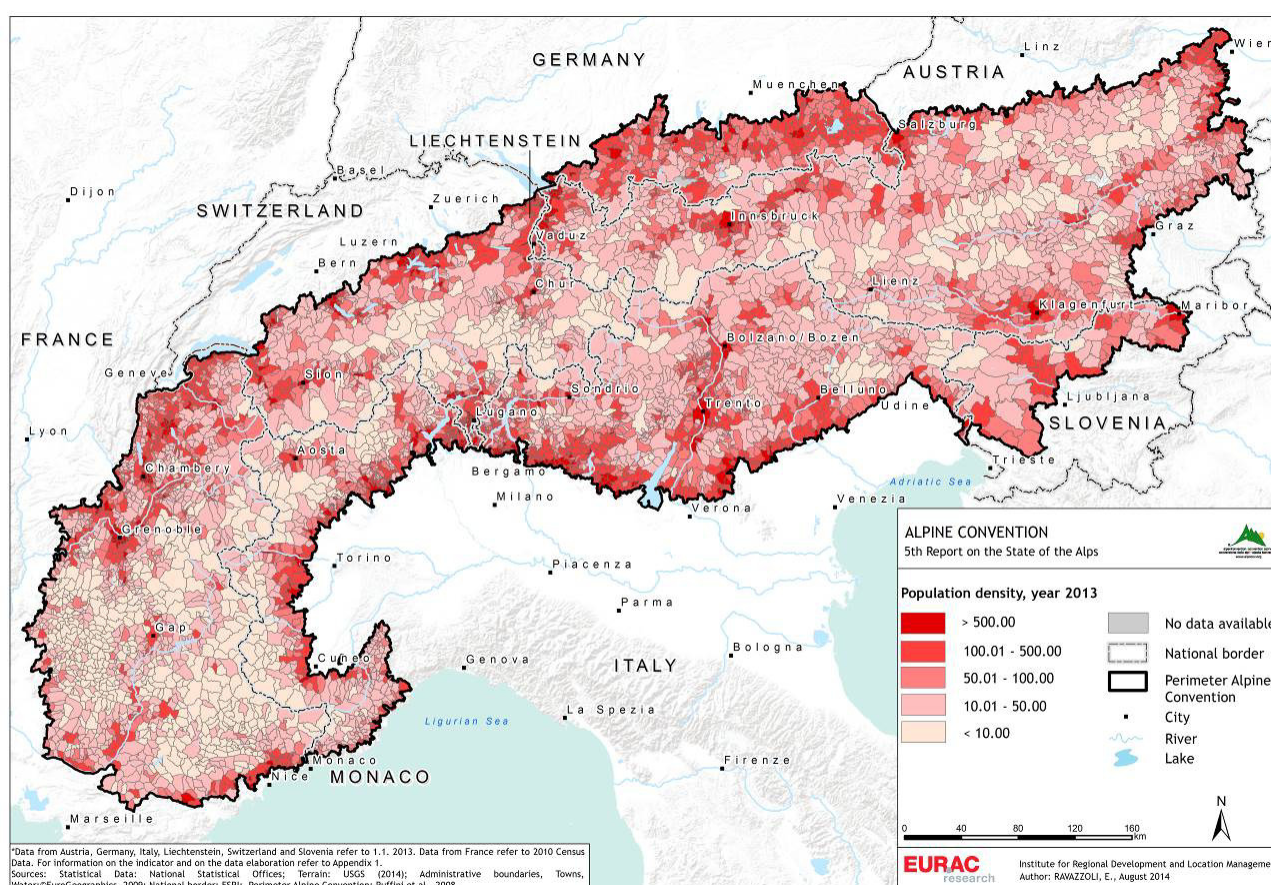 GERMANY
Linz
Wien
AUSTRIA
Muenchen
LIECHTENSTEIN
Salzburg
Basel
Dijon
Zuerich
SWITZERLAND
Innsbruck
Vaduz
Luzern
Graz
Bern
Chur
Lienz
Klagenfurt
Maribor
FRANCE
Bolzano/Bozen
Geneve
Sion
Sondrio
Belluno
Ljubljana
Trento
Udine
Lugano
SLOVENIA
Lyon
Aosta
Trieste
Chambery
Bergamo
Adriatic Sea
Milano
Venezia
Verona
Grenoble
Torino
Piacenza
Parma
Gap
Bologna
Cuneo
Genova
ITALY
La Spezia
Ligurian Sea
Monaco
Firenze
MONACO
Nice
Marseille
ALPINE CONVENTION
5th Report on the State of the Alps
Population density, year 2013
> 500.00
100.01 - 500.00
50.01 - 100.00
10.01 - 50.00
< 10.00
No data available
National border
Perimeter Alpine
Convention
City
River
Lake
N
0 40 80 120 160
km
EURAC
research
Institute for Regional Development and Location Manageme
Author: RAVAZZOLI, E., August 2014
*Data from Austria, Germany, Italy, Liechtenstein, Switzerland and Slovenia refer to 1.1. 2013. Data from France refer to 2010 Census
Data. For information on the indicator and on the data elaboration refer to Appendix 1.
Sources: Statistical Data: National Statistical Offices; Terrain: USGS (2014); Administrative boundaries, Towns,